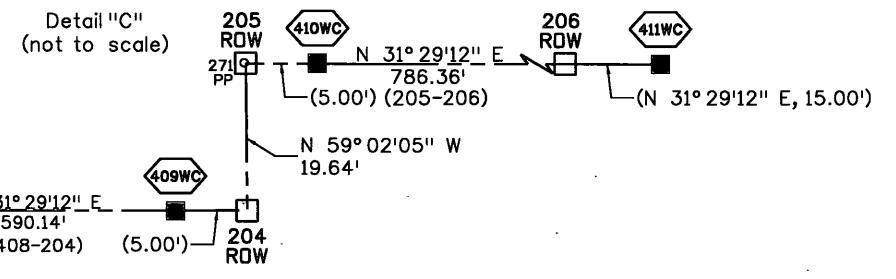 Detail "C"
(not to scale)
205
ROW
410WC
206
ROW
411WC
271
PP
N 31° 29'12" E
786.36'
(5.00') (205-206)
(N 31° 29'12" E, 15.00')
N 59° 02'05" W
19.64'
409WC
31° 29'12" E
590.14'
408-204)
(5.00')
204
ROW